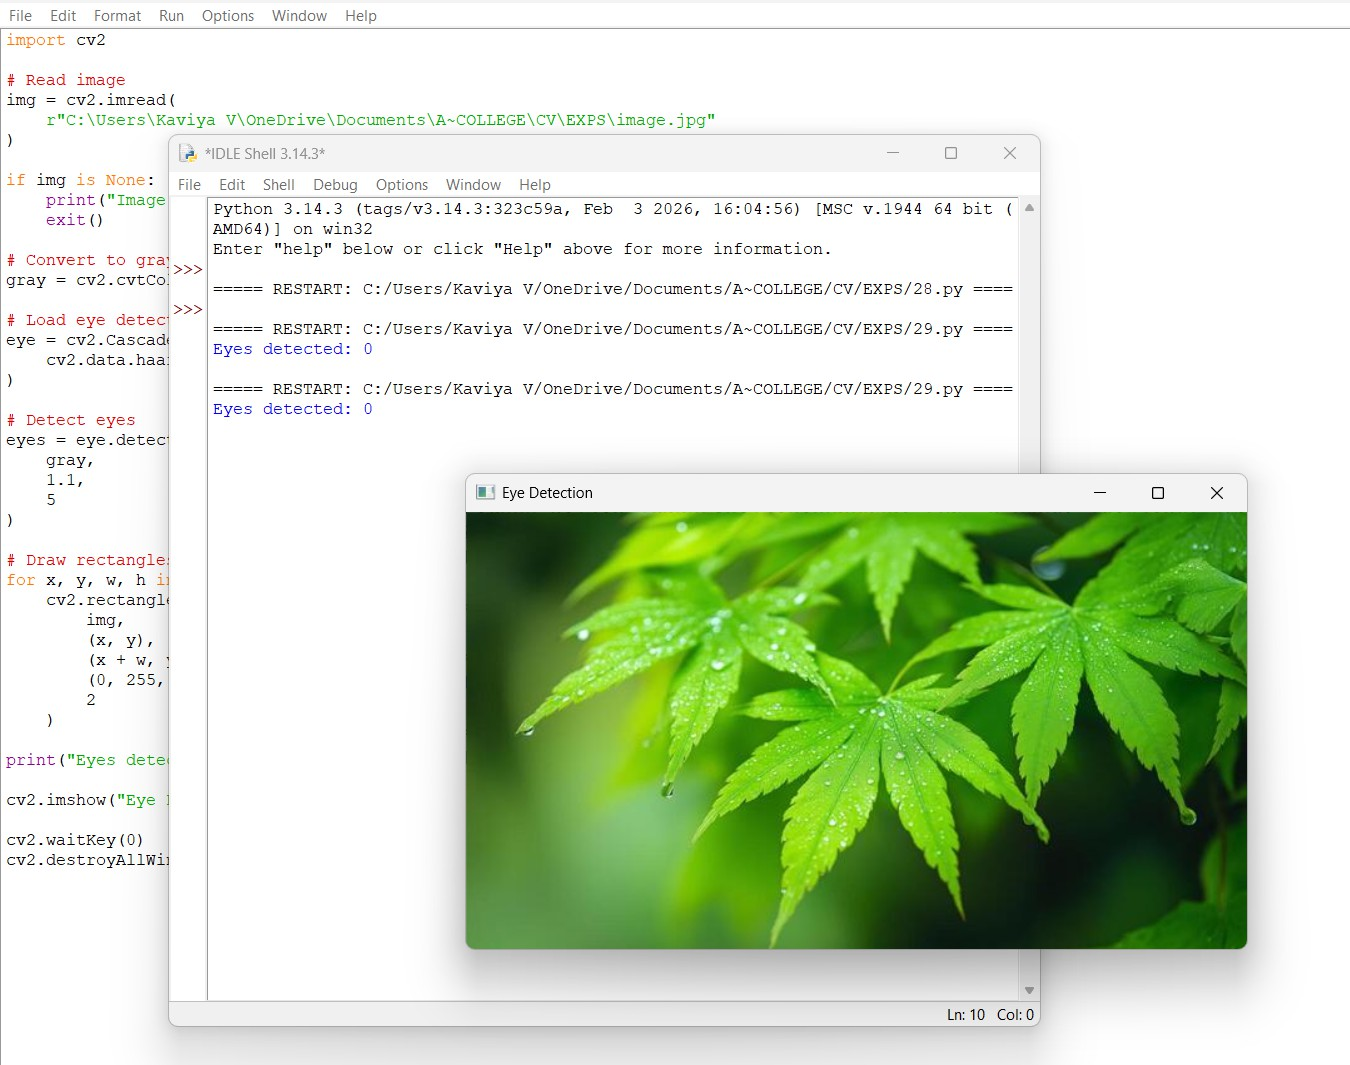 File Edit Format Run Options Window Help
import cv2
# Read image
img = cv2.imread(
    r"C:\Users\Kaviya V\OneDrive\Documents\A~COLLEGE\CV\EXPS\image.jpg"
)
if img is None:
    print("Image
    exit()
# Convert to gray
gray = cv2.cvtCo
# Load eye detect
eye = cv2.Cascade
    cv2.data.haar
)
# Detect eyes
eyes = eye.detect
    gray,
    1.1,
    5
)
# Draw rectangles
for x, y, w, h in
    cv2.rectangle
        img,
        (x, y),
        (x + w, y
        (0, 255,
        2
    )
print("Eyes detec
cv2.imshow("Eye
cv2.waitKey(0)
cv2.destroyAllWin
*IDLE Shell 3.14.3*
File Edit Shell Debug Options Window Help
Python 3.14.3 (tags/v3.14.3:323c59a, Feb  3 2026, 16:04:56) [MSC v.1944 64 bit (
AMD64)] on win32
Enter "help" below or click "Help" above for more information.
>>>
===== RESTART: C:/Users/Kaviya V/OneDrive/Documents/A~COLLEGE/CV/EXPS/28.py ====
>>>
===== RESTART: C:/Users/Kaviya V/OneDrive/Documents/A~COLLEGE/CV/EXPS/29.py ====
Eyes detected: 0
===== RESTART: C:/Users/Kaviya V/OneDrive/Documents/A~COLLEGE/CV/EXPS/29.py ====
Eyes detected: 0
Eye Detection
Ln: 10 Col: 0